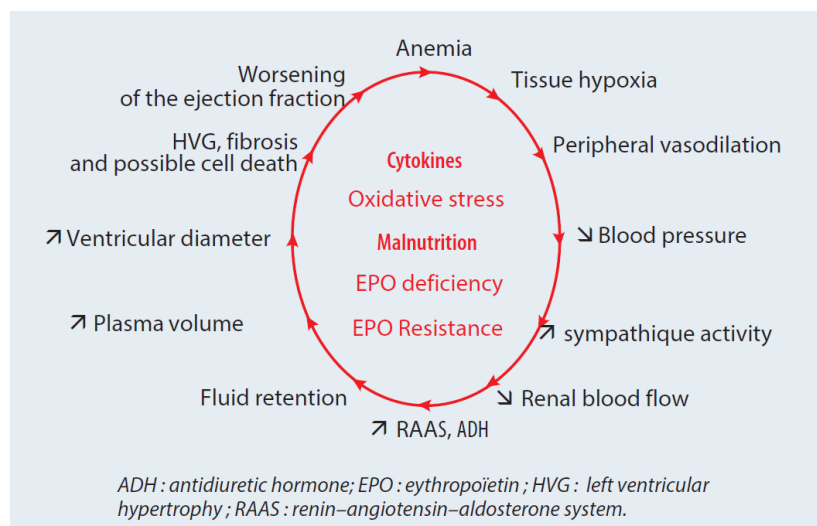 Anemia
Tissue hypoxia
Peripheral vasodilation
↘ Blood pressure
↗ sympathique activity
↘ Renal blood flow
↗ RAAS, ADH
Fluid retention
↗ Plasma volume
↗ Ventricular diameter
HVG, fibrosis
and possible cell death
Worsening
of the ejection fraction
Cytokines
Oxidative stress
Malnutrition
EPO deficiency
EPO Resistance
ADH : antidiuretic hormone; EPO : eythropoïetin ; HVG : left ventricular
hypertrophy ; RAAS : renin–angiotensin–aldosterone system.